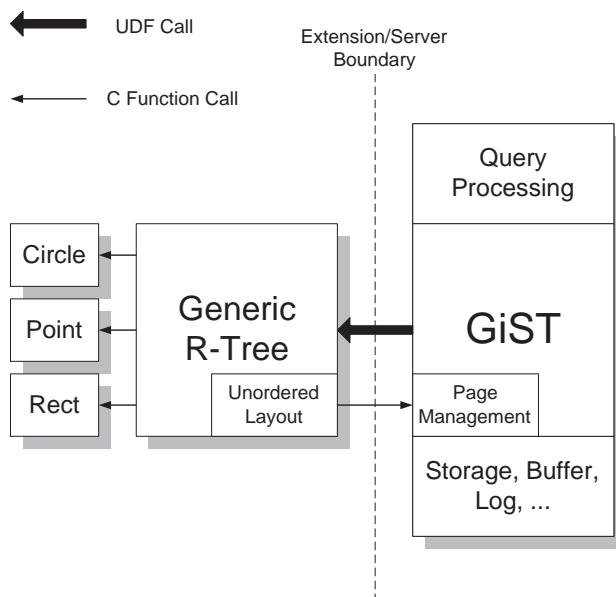 UDF Call
C Function Call
Extension/Server
Boundary
Query
Processing
Circle
Point
Rect
Generic
R-Tree
Unordered
Layout
GiST
Page
Management
Storage, Buffer,
Log, ...